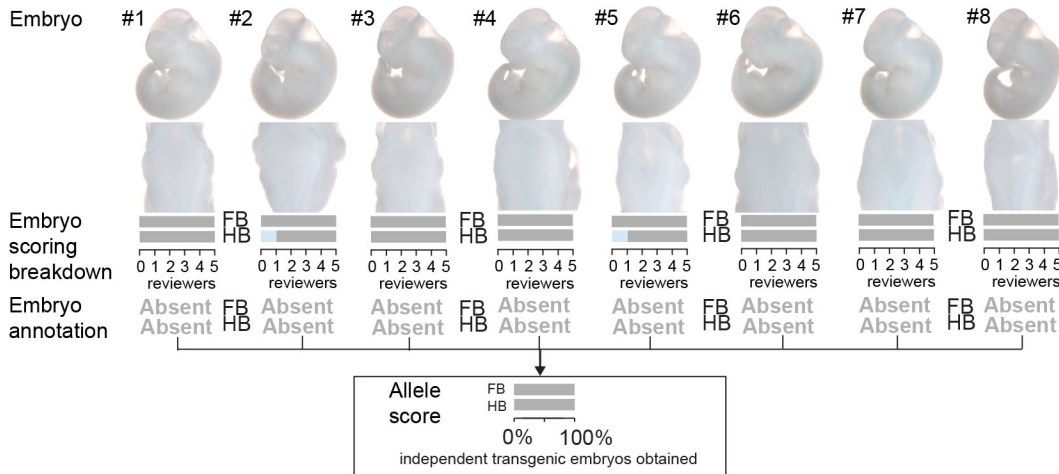 Embryo #1 #2 #3 #4 #5 #6 #7 #8
Embryo scoring breakdown
FB FB FB FB
HB HB HB HB
0 1 2 3 4 5 0 1 2 3 4 5 0 1 2 3 4 5 0 1 2 3 4 5 0 1 2 3 4 5 0 1 2 3 4 5 0 1 2 3 4 5 0 1 2 3 4 5
reviewers reviewers reviewers reviewers reviewers reviewers reviewers reviewers
Embryo annotation
Absent FB Absent Absent FB Absent Absent FB Absent Absent FB Absent
Absent HB Absent Absent HB Absent Absent HB Absent Absent HB Absent
Allele score
FB
HB
0% 100%
independent transgenic embryos obtained